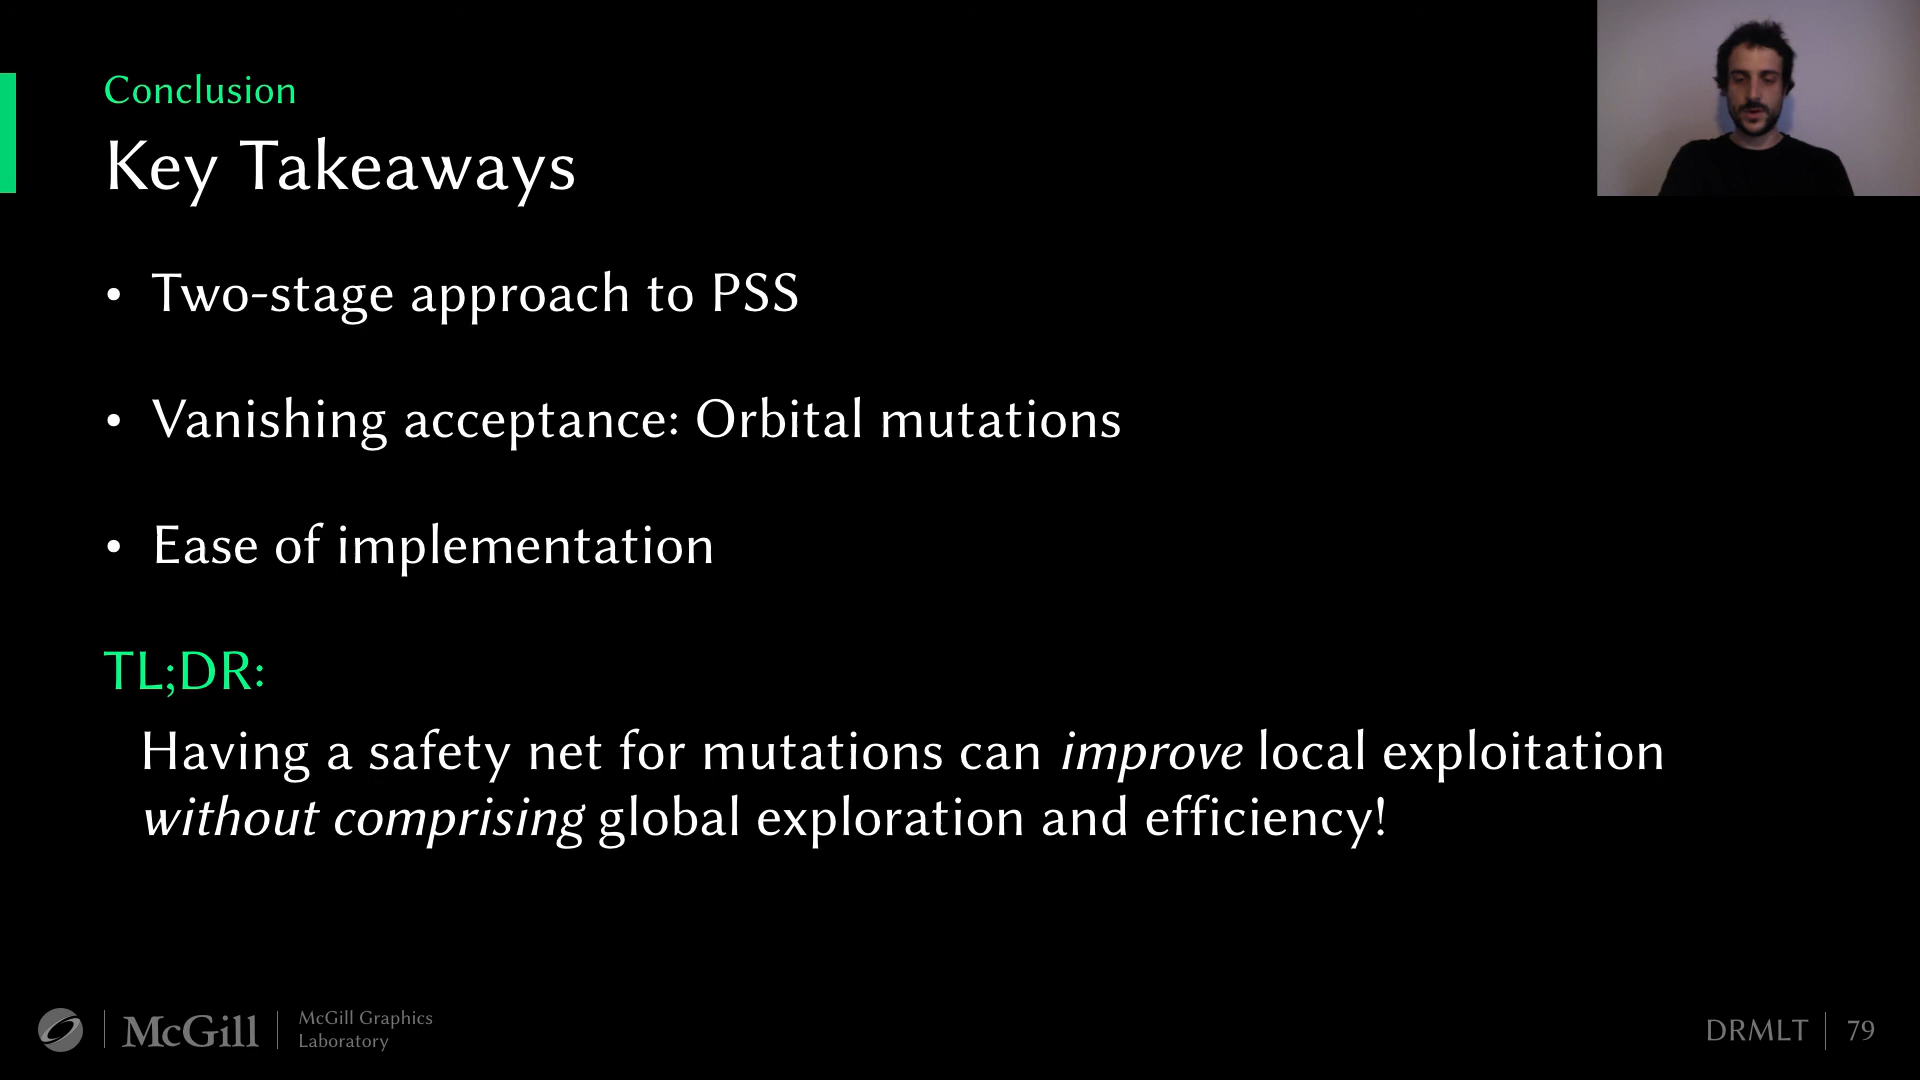 Conclusion
Key Takeaways
• Two-stage approach to PSS
• Vanishing acceptance: Orbital mutations
• Ease of implementation
TL;DR:
Having a safety net for mutations can improve local exploitation
without comprising global exploration and efficiency!
McGill
McGill Graphics
Laboratory
DRMLT
79